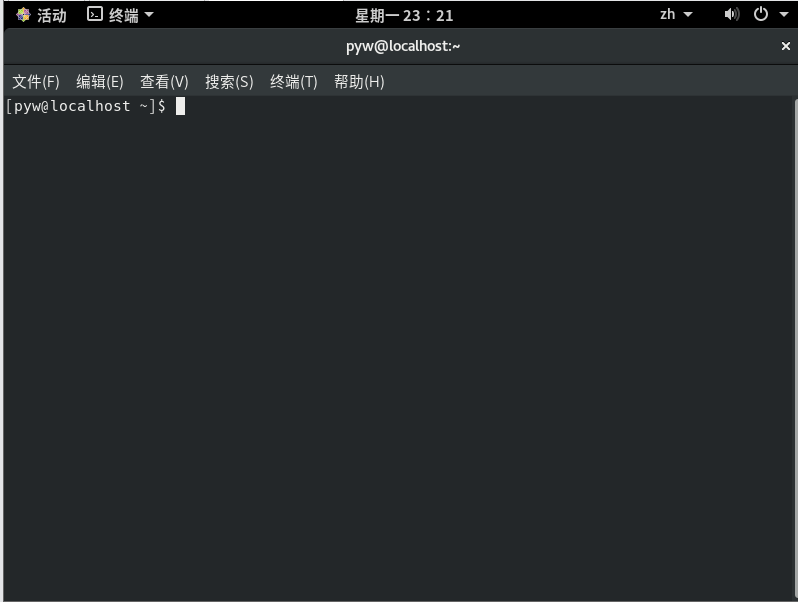 活动 终端 星期一 23：21 zh
pyw@localhost:~
文件(F) 编辑(E) 查看(V) 搜索(S) 终端(T) 帮助(H)
[pyw@localhost ~]$